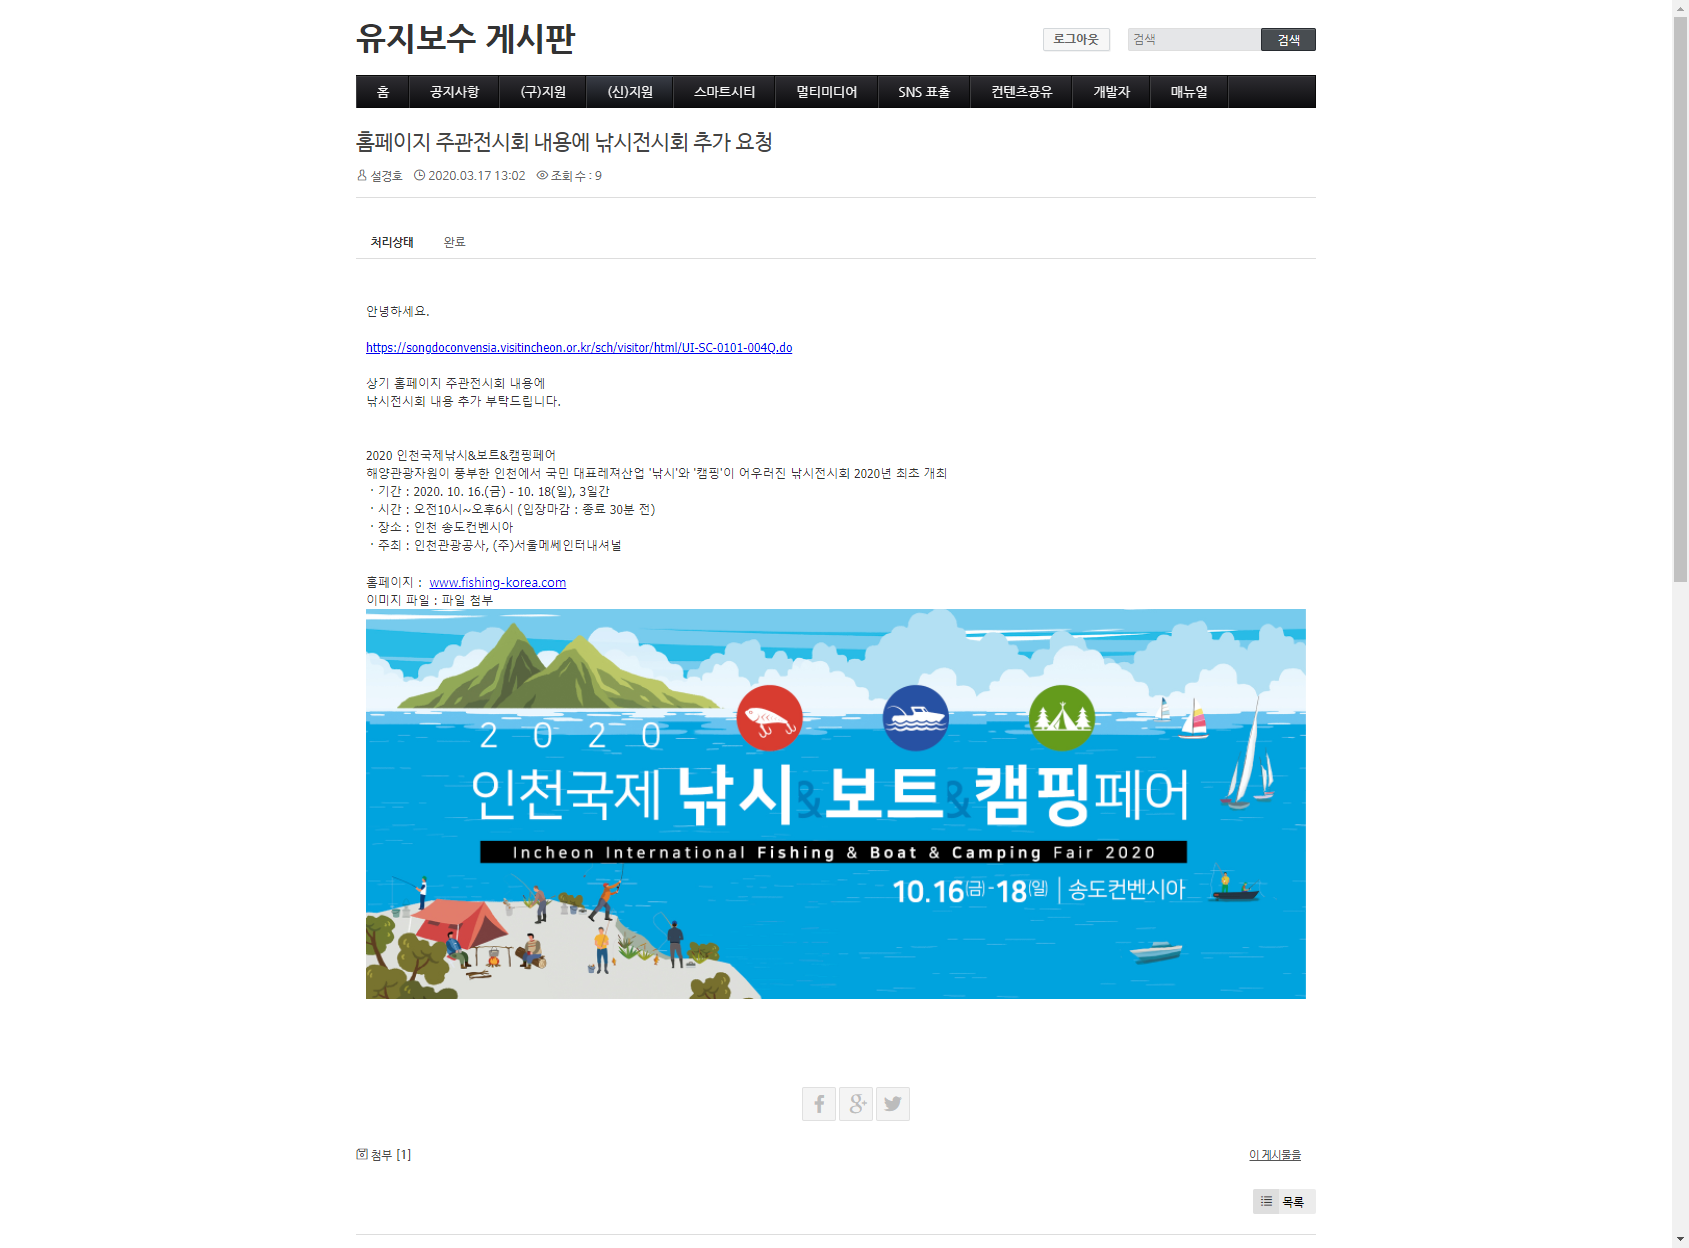 유지보수 게시판
로그아웃
검색
검색
홈 공지사항 (구)지원 (신)지원 스마트시티 멀티미디어 SNS 표출 컨텐츠공유 개발자 매뉴얼
홈페이지 주관전시회 내용에 낚시전시회 추가 요청
설경호 2020.03.17 13:02 조회 수 : 9
처리상태 완료
안녕하세요.
https://songdoconvensia.visitincheon.or.kr/sch/visitor/html/UI-SC-0101-004Q.do
상기 홈페이지 주관전시회 내용에
낚시전시회 내용 추가 부탁드립니다.
2020 인천국제낚시&보트&캠핑페어
해양관광자원이 풍부한 인천에서 국민 대표레져산업 '낚시'와 '캠핑'이 어우러진 낚시전시회 2020년 최초 개최
ㆍ기간 : 2020. 10. 16.(금) - 10. 18(일), 3일간
ㆍ시간 : 오전10시~오후6시 (입장마감 : 종료 30분 전)
ㆍ장소 : 인천 송도컨벤시아
ㆍ주최 : 인천관광공사, (주)서울메쎄인터내셔널
홈페이지 : www.fishing-korea.com
이미지 파일 : 파일 첨부
2020
인천국제 낚시&보트&캠핑페어
Incheon International Fishing & Boat & Camping Fair 2020
10.16(금)-18(일) | 송도컨벤시아
첨부 [1]
이 게시물을
목록